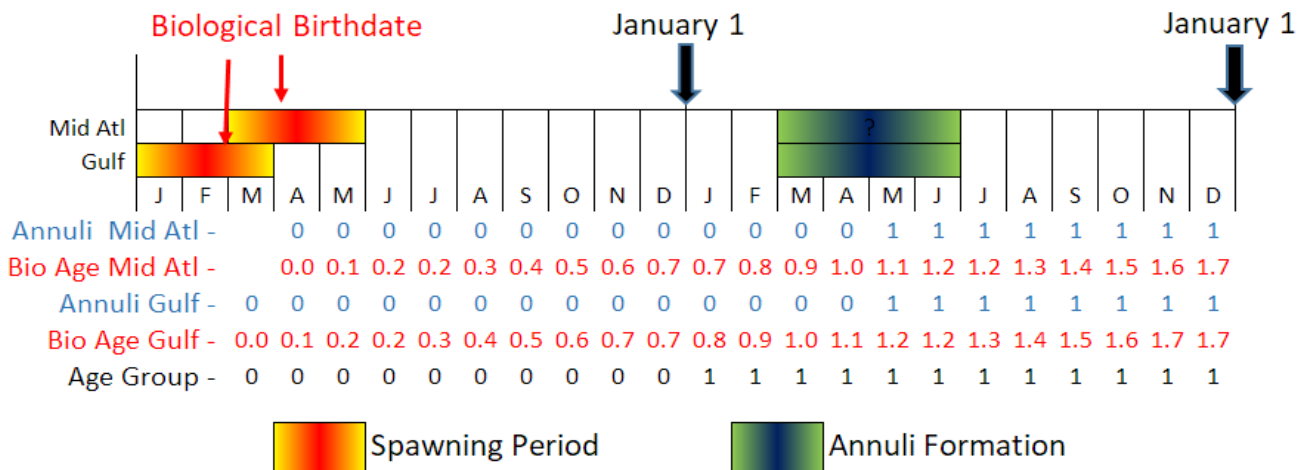 Biological Birthdate January 1 January 1
Mid Atl ?
Gulf
J F M A M J J A S O N D J F M A M J J A S O N D
Annuli Mid Atl - 0 0 0 0 0 0 0 0 0 0 0 0 0 1 1 1 1 1 1 1 1
Bio Age Mid Atl - 0.0 0.1 0.2 0.2 0.3 0.4 0.5 0.6 0.7 0.7 0.8 0.9 1.0 1.1 1.2 1.2 1.3 1.4 1.5 1.6 1.7
Annuli Gulf - 0 0 0 0 0 0 0 0 0 0 0 0 0 0 1 1 1 1 1 1 1 1
Bio Age Gulf - 0.0 0.1 0.2 0.2 0.3 0.4 0.5 0.6 0.7 0.7 0.8 0.9 1.0 1.1 1.2 1.2 1.3 1.4 1.5 1.6 1.7 1.7
Age Group - 0 0 0 0 0 0 0 0 0 0 1 1 1 1 1 1 1 1 1 1 1 1
Spawning Period Annuli Formation